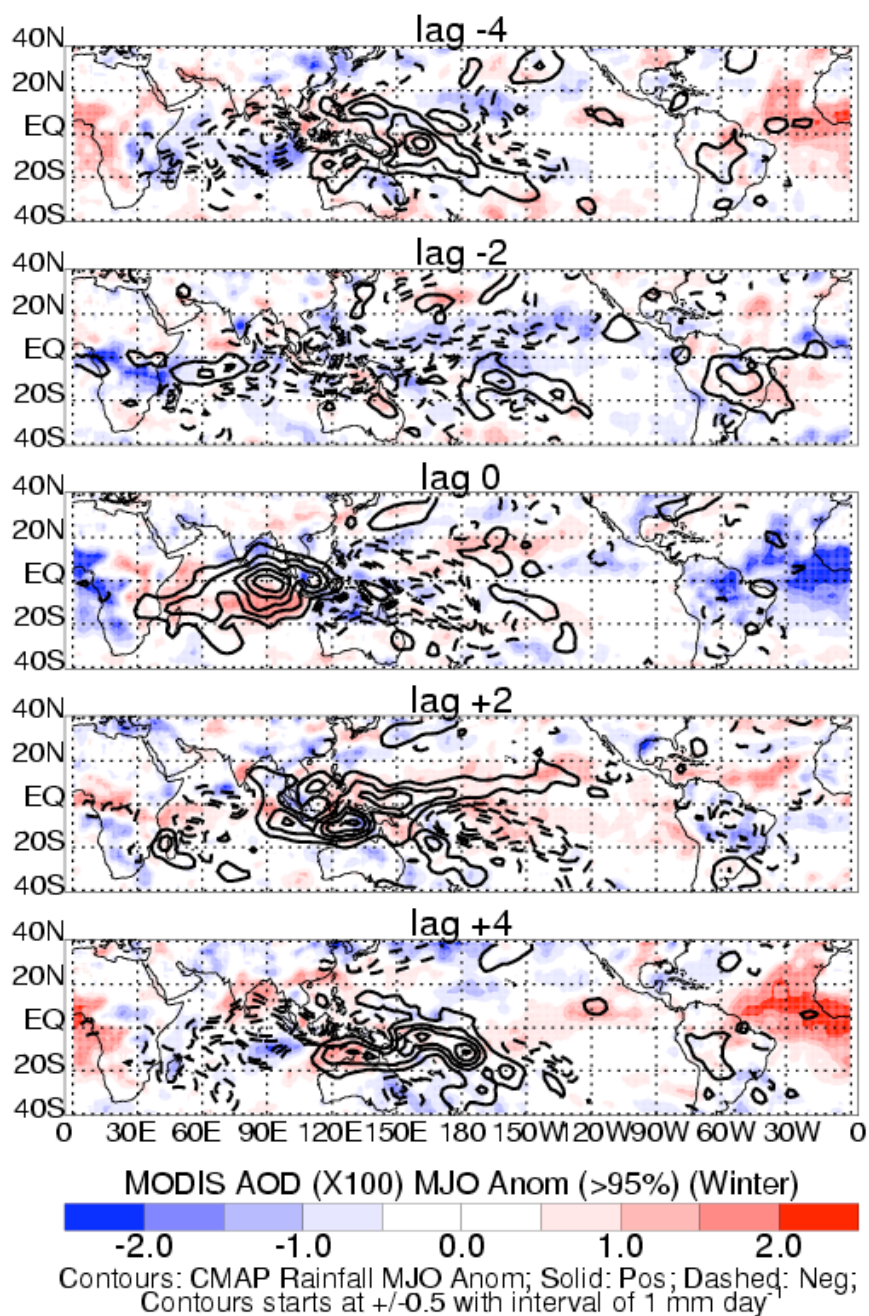 lag -4
40N
20N
EQ
20S
40S
lag -2
40N
20N
EQ
20S
40S
lag 0
40N
20N
EQ
20S
40S
lag +2
40N
20N
EQ
20S
40S
lag +4
40N
20N
EQ
20S
40S
0 30E 60E 90E 120E 150E 180 150W 120W 90W 60W 30W 0
MODIS AOD (X100) MJO Anom (>95%) (Winter)
-2.0 -1.0 0.0 1.0 2.0
Contours: CMAP Rainfall MJO Anom; Solid: Pos; Dashed: Neg;
Contours starts at +/-0.5 with interval of 1 mm day⁻¹